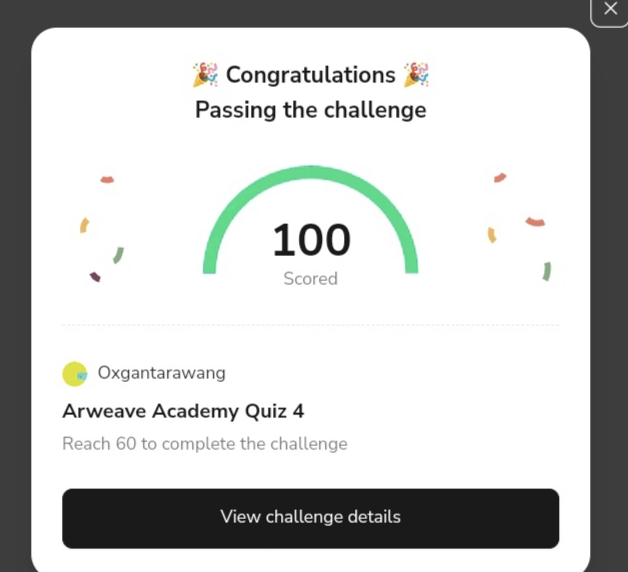 🎉 Congratulations 🎉
Passing the challenge
100
Scored
Oxgantarawang
Arweave Academy Quiz 4
Reach 60 to complete the challenge
View challenge details